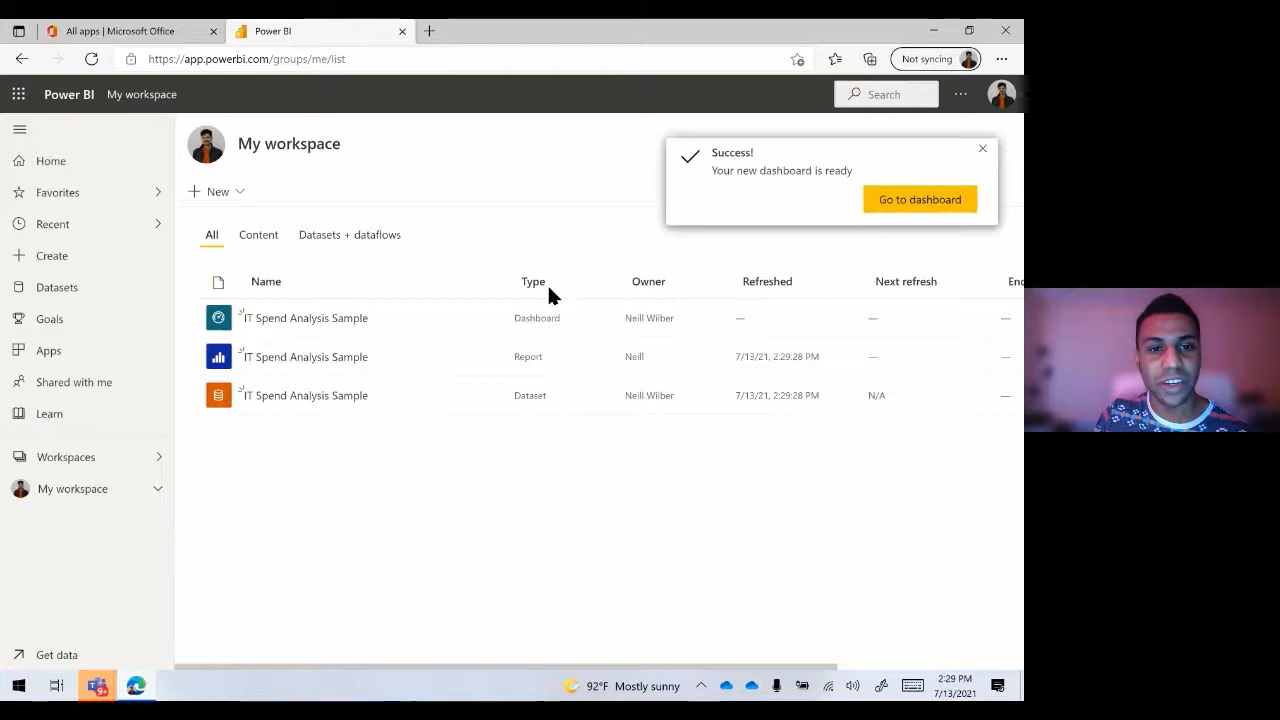 All apps | Microsoft Office
Power BI
https://app.powerbi.com/groups/me/list
Not syncing
Power BI My workspace
Search
My workspace
Success!
Your new dashboard is ready
Go to dashboard
New
All Content Datasets + dataflows
Home
Favorites
Recent
Create
Datasets
Goals
Apps
Shared with me
Learn
Workspaces
My workspace
Get data
Name Type Owner Refreshed Next refresh
IT Spend Analysis Sample Dashboard Neill Wilber — — —
IT Spend Analysis Sample Report Neill 7/13/21, 2:29:28 PM — —
IT Spend Analysis Sample Dataset Neill Wilber 7/13/21, 2:29:28 PM N/A —
9+
92°F Mostly sunny
2:29 PM
7/13/2021